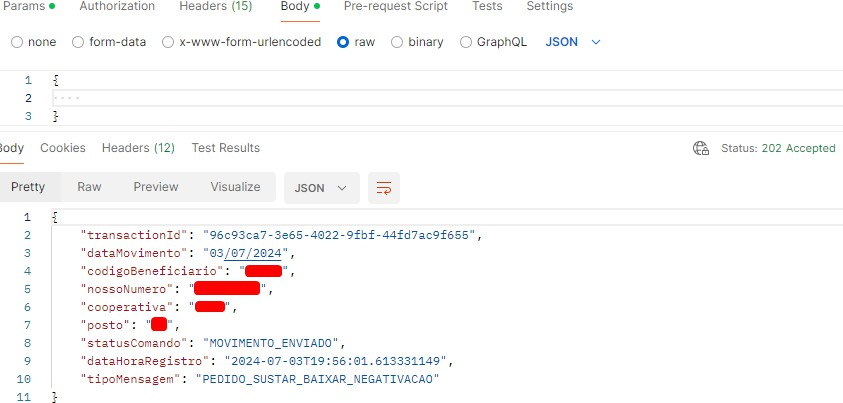 Params Authorization Headers (15) Body Pre-request Script Tests Settings
none form-data x-www-form-urlencoded raw binary GraphQL JSON
1 {
2 ....
3 }
Body Cookies Headers (12) Test Results Status: 202 Accepted
Pretty Raw Preview Visualize JSON
1 {
2 "transactionId": "96c93ca7-3e65-4022-9fbf-44fd7ac9f655",
3 "dataMovimento": "03/07/2024",
4 "codigoBeneficiario": "",
5 "nossoNumero": "",
6 "cooperativa": "",
7 "posto": "",
8 "statusComando": "MOVIMENTO_ENVIADO",
9 "dataHoraRegistro": "2024-07-03T19:56:01.613331149",
10 "tipoMensagem": "PEDIDO_SUSTAR_BAIXAR_NEGATIVACAO"
11 }